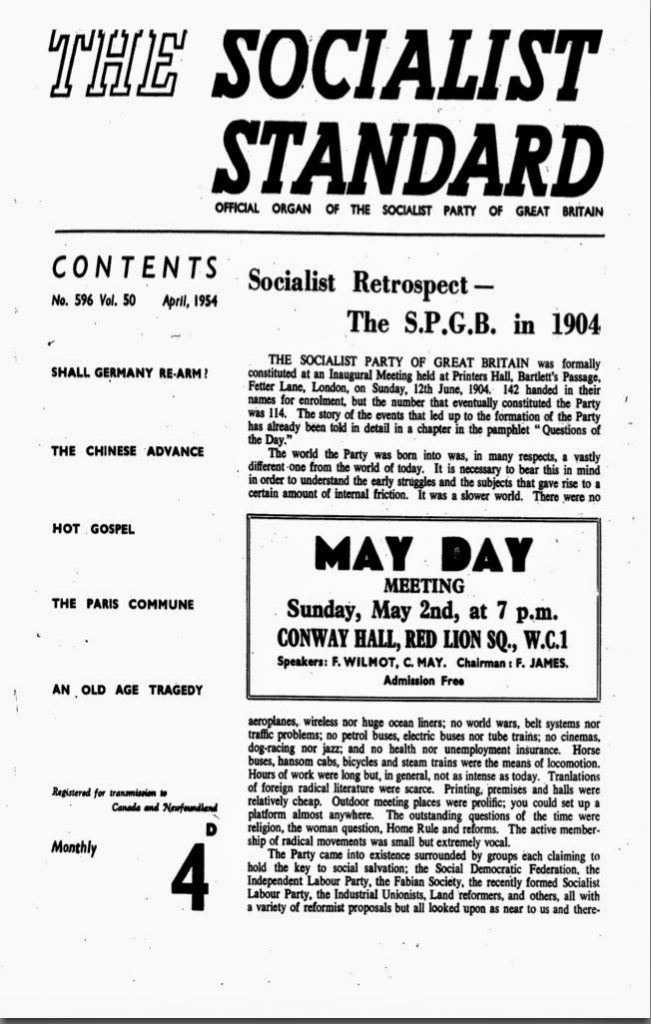 THE SOCIALIST
STANDARD
OFFICIAL ORGAN OF THE SOCIALIST PARTY OF GREAT BRITAIN
CONTENTS
No. 596 Vol. 50 April, 1954
SHALL GERMANY RE-ARM?
THE CHINESE ADVANCE
HOT GOSPEL
THE PARIS COMMUNE
AN OLD AGE TRAGEDY
Registered for transmission to
Canada and Newfoundland
Monthly
4D
Socialist Retrospect —
The S.P.G.B. in 1904
THE SOCIALIST PARTY OF GREAT BRITAIN was formally
constituted at an Inaugural Meeting held at Printers Hall, Bartlett's Passage,
Fetter Lane, London, on Sunday, 12th June, 1904. 142 handed in their
names for enrolment, but the number that eventually constituted the Party
was 114. The story of the events that led up to the formation of the Party
has already been told in detail in a chapter in the pamphlet "Questions of
the Day."
The world the Party was born into was, in many respects, a vastly
different one from the world of today. It is necessary to bear this in mind
in order to understand the early struggles and the subjects that gave rise to a
certain amount of internal friction. It was a slower world. There were no
MAY DAY
MEETING
Sunday, May 2nd, at 7 p.m.
CONWAY HALL, RED LION SQ., W.C.1
Speakers: F. WILMOT, C. MAY. Chairman: F. JAMES.
Admission Free
aeroplanes, wireless nor huge ocean liners; no world wars, belt systems nor
traffic problems; no petrol buses, electric buses nor tube trains; no cinemas,
dog-racing nor jazz; and no health nor unemployment insurance. Horse
buses, hansom cabs, bicycles and steam trains were the means of locomotion.
Hours of work were long but, in general, not as intense as today. Tranlations
of foreign radical literature were scarce. Printing, premises and halls were
relatively cheap. Outdoor meeting places were prolific; you could set up a
platform almost anywhere. The outstanding questions of the time were
religion, the woman question, Home Rule and reforms. The active member-
ship of radical movements was small but extremely vocal.
The Party came into existence surrounded by groups each claiming to
hold the key to social salvation; the Social Democratic Federation, the
Independent Labour Party, the Fabian Society, the recently formed Socialist
Labour Party, the Industrial Unionists, Land reformers, and others, all with
a variety of reformist proposals but all looked upon as near to us and there-